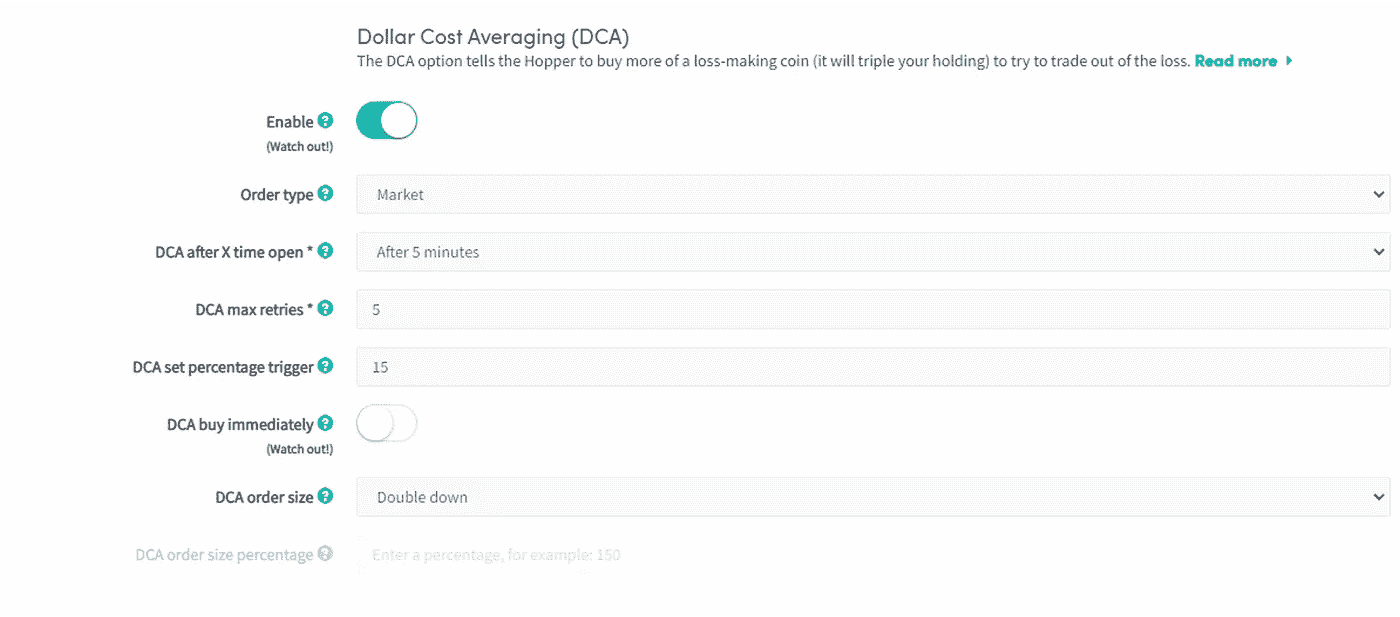 Dollar Cost Averaging (DCA)
The DCA option tells the Hopper to buy more of a loss-making coin (it will triple your holding) to try to trade out of the loss. Read more
Enable ?
(Watch out!)
Order type ? Market
DCA after X time open * ? After 5 minutes
DCA max retries * ? 5
DCA set percentage trigger ? 15
DCA buy immediately ?
(Watch out!)
DCA order size ? Double down
DCA order size percentage ? Enter a percentage, for example: 150